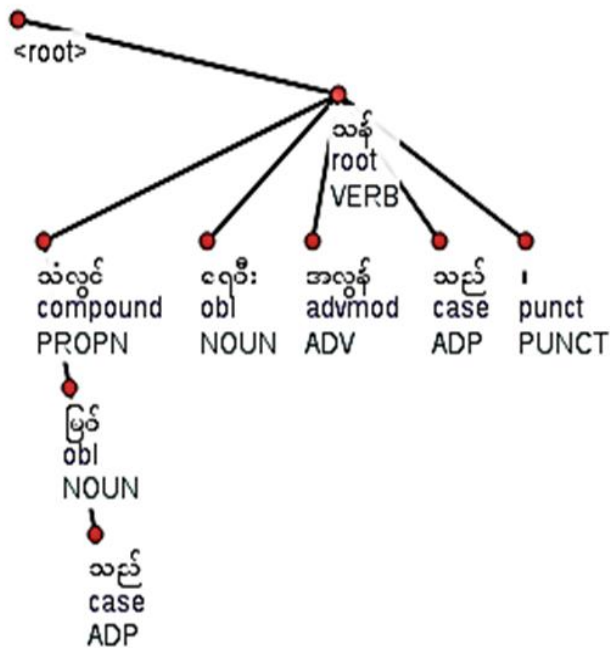 <root>
သန်
root
VERB
သံလွင် ရေစီး အလွန် သည် ၊
compound obl advmod case punct
PROPN NOUN ADV ADP PUNCT
မြစ်
obl
NOUN
သည်
case
ADP